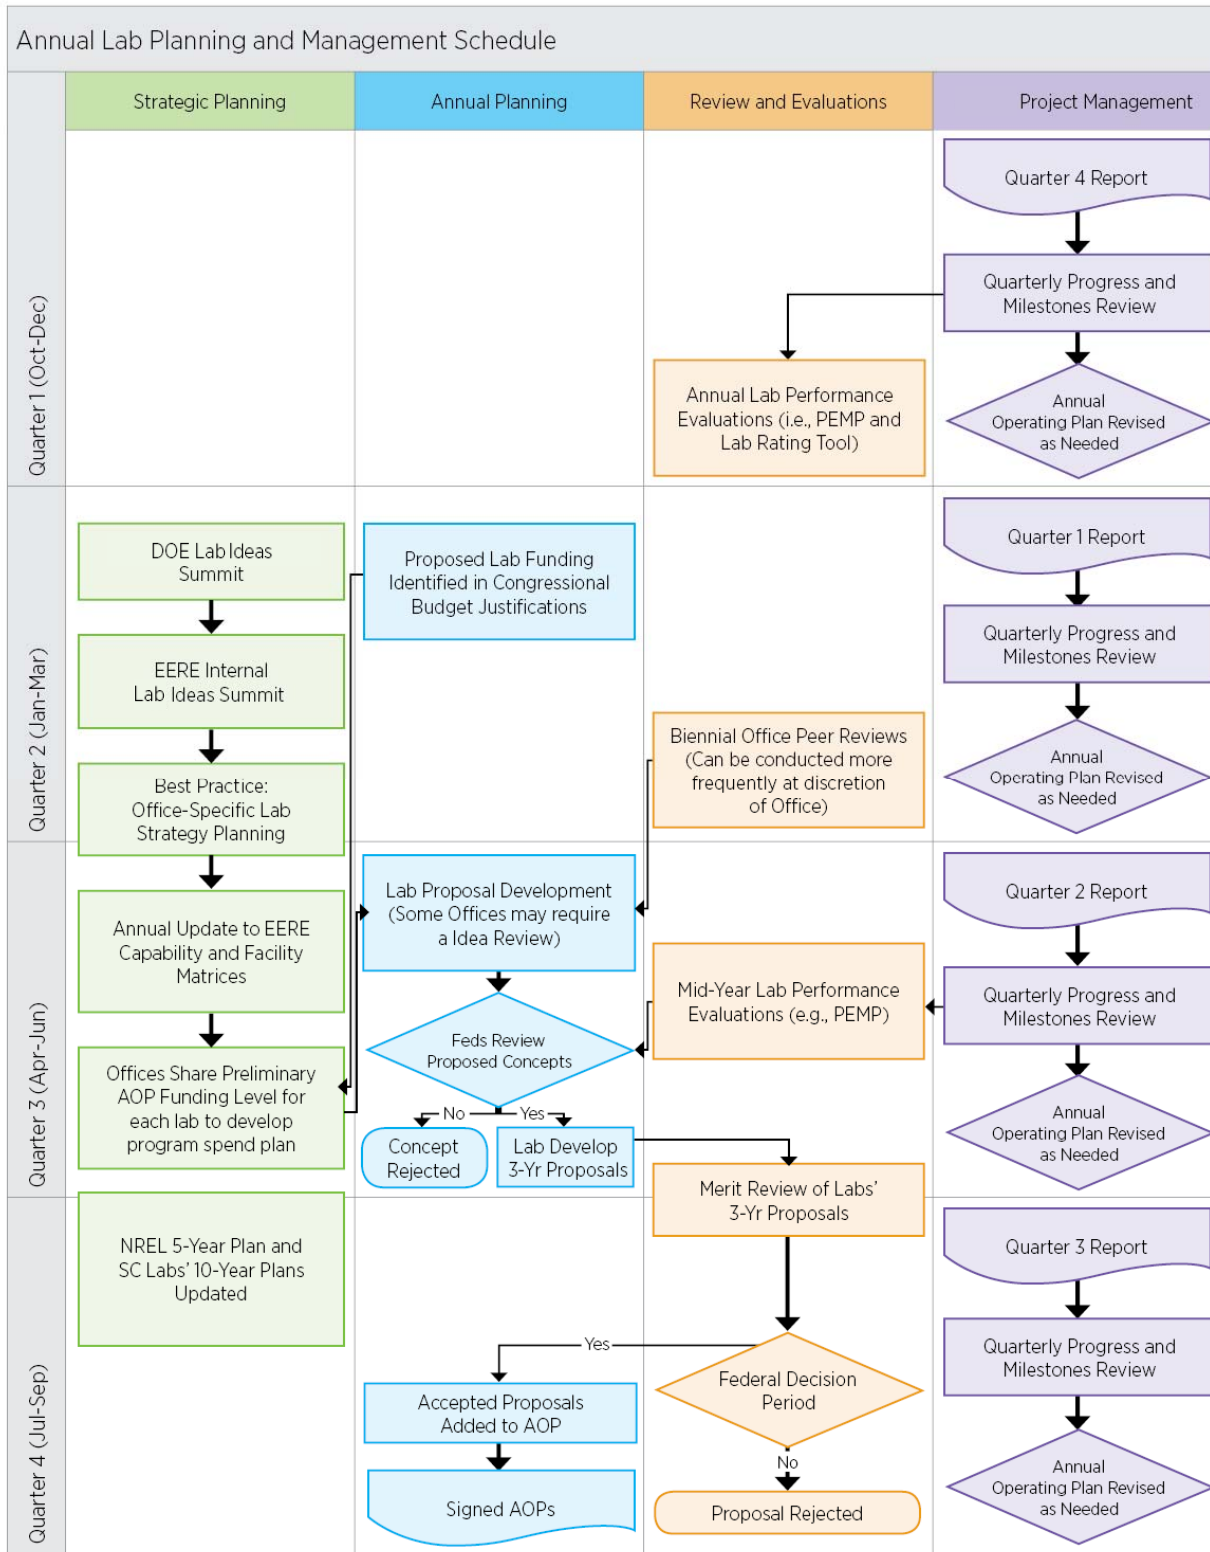 Annual Lab Planning and Management Schedule
Strategic Planning
Annual Planning
Review and Evaluations
Project Management
Quarter 1 (Oct-Dec)
Quarter 4 Report
Quarterly Progress and
Milestones Review
Annual Lab Performance
Evaluations (i.e., PEMP and
Lab Rating Tool)
Annual
Operating Plan Revised
as Needed
Quarter 2 (Jan-Mar)
DOE Lab Ideas
Summit
EERE Internal
Lab Ideas Summit
Best Practice:
Office-Specific Lab
Strategy Planning
Proposed Lab Funding
Identified in Congressional
Budget Justifications
Biennial Office Peer Reviews
(Can be conducted more
frequently at discretion
of Office)
Quarter 1 Report
Quarterly Progress and
Milestones Review
Annual
Operating Plan Revised
as Needed
Quarter 3 (Apr-Jun)
Annual Update to EERE
Capability and Facility
Matrices
Offices Share Preliminary
AOP Funding Level for
each lab to develop
program spend plan
Lab Proposal Development
(Some Offices may require
a Idea Review)
Feds Review
Proposed Concepts
No
Yes
Concept
Rejected
Lab Develop
3-Yr Proposals
Mid-Year Lab Performance
Evaluations (e.g., PEMP)
Merit Review of Labs'
3-Yr Proposals
Quarter 2 Report
Quarterly Progress and
Milestones Review
Annual
Operating Plan Revised
as Needed
Quarter 4 (Jul-Sep)
NREL 5-Year Plan and
SC Labs' 10-Year Plans
Updated
Yes
Accepted Proposals
Added to AOP
Signed AOPs
Federal Decision
Period
No
Proposal Rejected
Quarter 3 Report
Quarterly Progress and
Milestones Review
Annual
Operating Plan Revised
as Needed